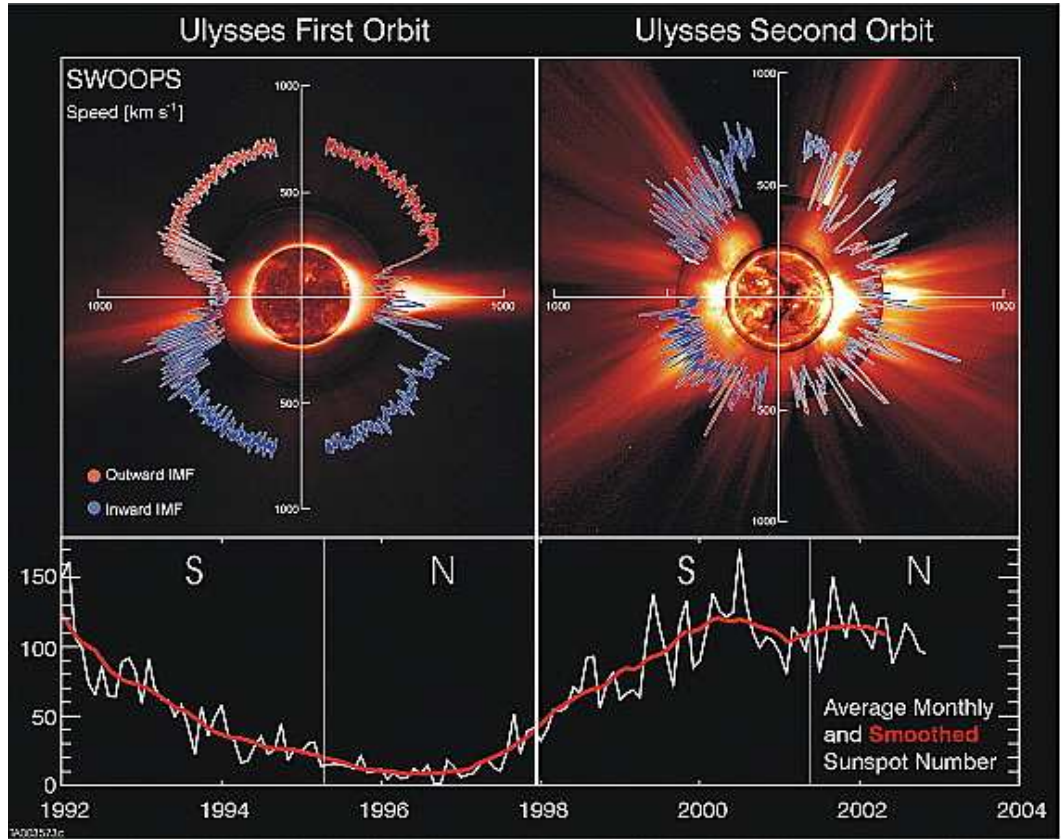 Ulysses First Orbit
Ulysses Second Orbit
SWOOPS
Speed [km s⁻¹]
1000
500
1000
1000
500
1000
Outward IMF
Inward IMF
1000
500
1000
1000
500
1000
S
N
S
N
150
100
50
0
Average Monthly
and Smoothed
Sunspot Number
1992
1994
1996
1998
2000
2002
2004